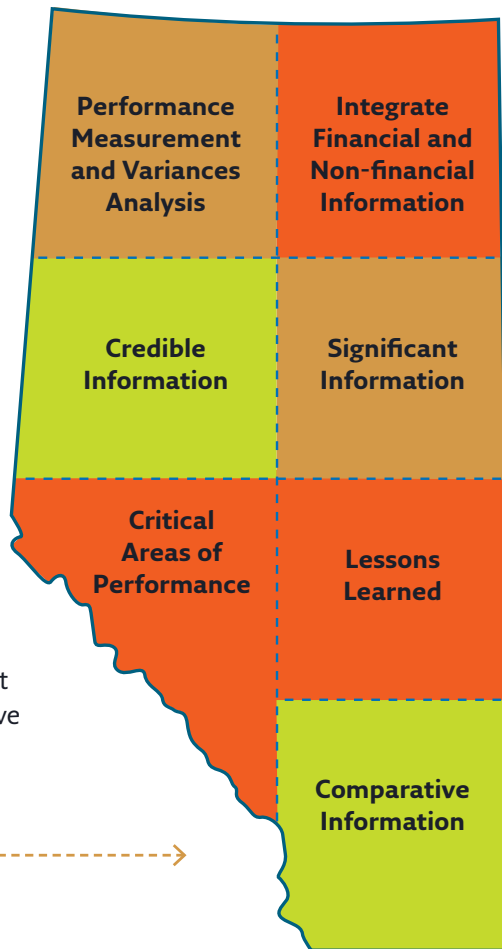 Performance
Measurement
and Variances
Analysis
Integrate
Financial and
Non-financial
Information
Credible
Information
Significant
Information
Critical
Areas of
Performance
Lessons
Learned
t
ve
Comparative
Information